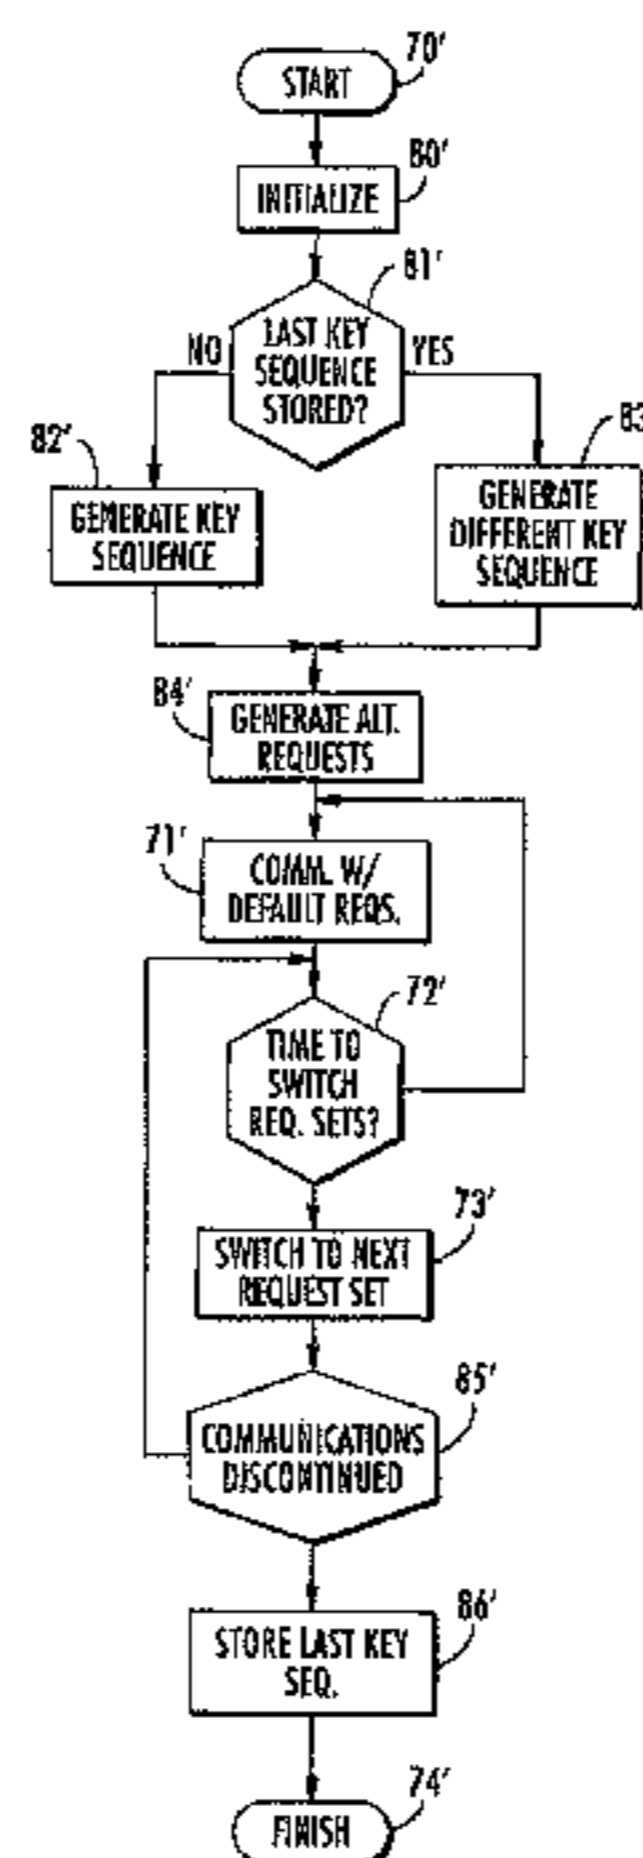 70'
START
80'
INITIALIZE
81'
LAST KEY
SEQUENCE
STORED?
NO
YES
82'
GENERATE KEY
SEQUENCE
83
GENERATE
DIFFERENT KEY
SEQUENCE
84'
GENERATE ALT.
REQUESTS
71'
COMM. W/
DEFAULT REQS.
72'
TIME TO
SWITCH
REQ. SETS?
73'
SWITCH TO NEXT
REQUEST SET
85'
COMMUNICATIONS
DISCONTINUED
86'
STORE LAST KEY
SEQ.
74'
FINISH